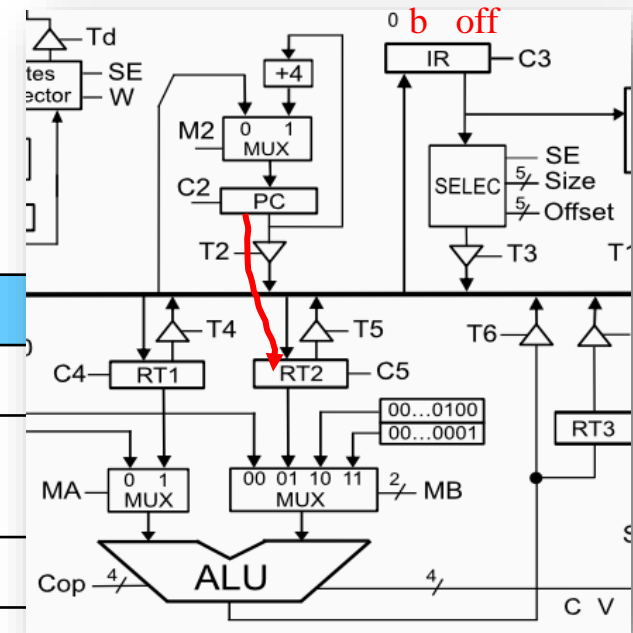 0 b off
Td
IR
C3
tes
ector
SE
W
+4
M2
0 1
MUX
C2
PC
SELEC
SE
5 Size
5 Offset
T2
T3
T1
T4
T5
T6
C4
RT1
RT2
C5
00...0100
00...0001
RT3
0 1
MUX
MA
00 01 10 11
MUX
2
MB
Cop
4
ALU
4
C V